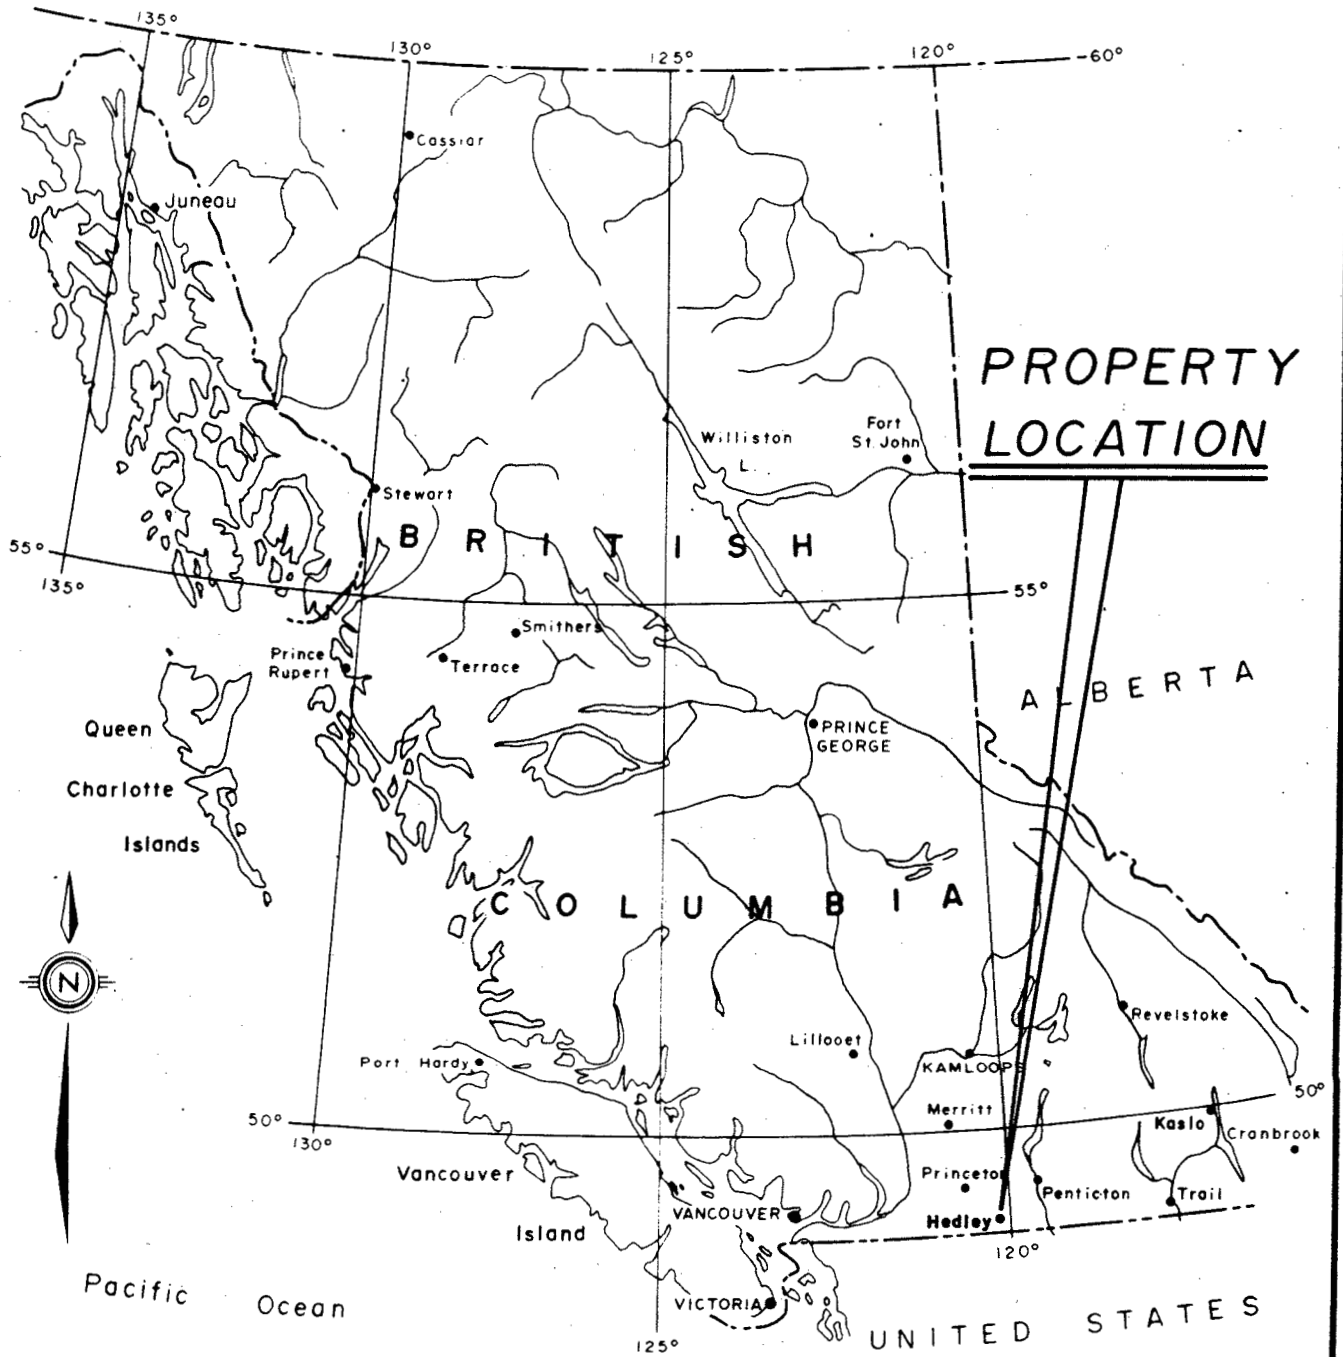 135°
130°
125°
120°
60°
Cassiar
Juneau
PROPERTY
LOCATION
Williston
L.
Fort
St. John
Stewart
BRITISH
55°
135°
55°
Smithers
Terrace
Prince
Rupert
ALBERTA
Queen
Charlotte
Islands
PRINCE
GEORGE
COLUMBIA
N
Port Hardy
Lillooet
KAMLOOPS
Revelstoke
50°
130°
50°
Merritt
Kaslo
Cranbrook
Vancouver
Island
Princeton
Penticton
Trail
VANCOUVER
Hedley
120°
Pacific Ocean
VICTORIA
125°
UNITED STATES